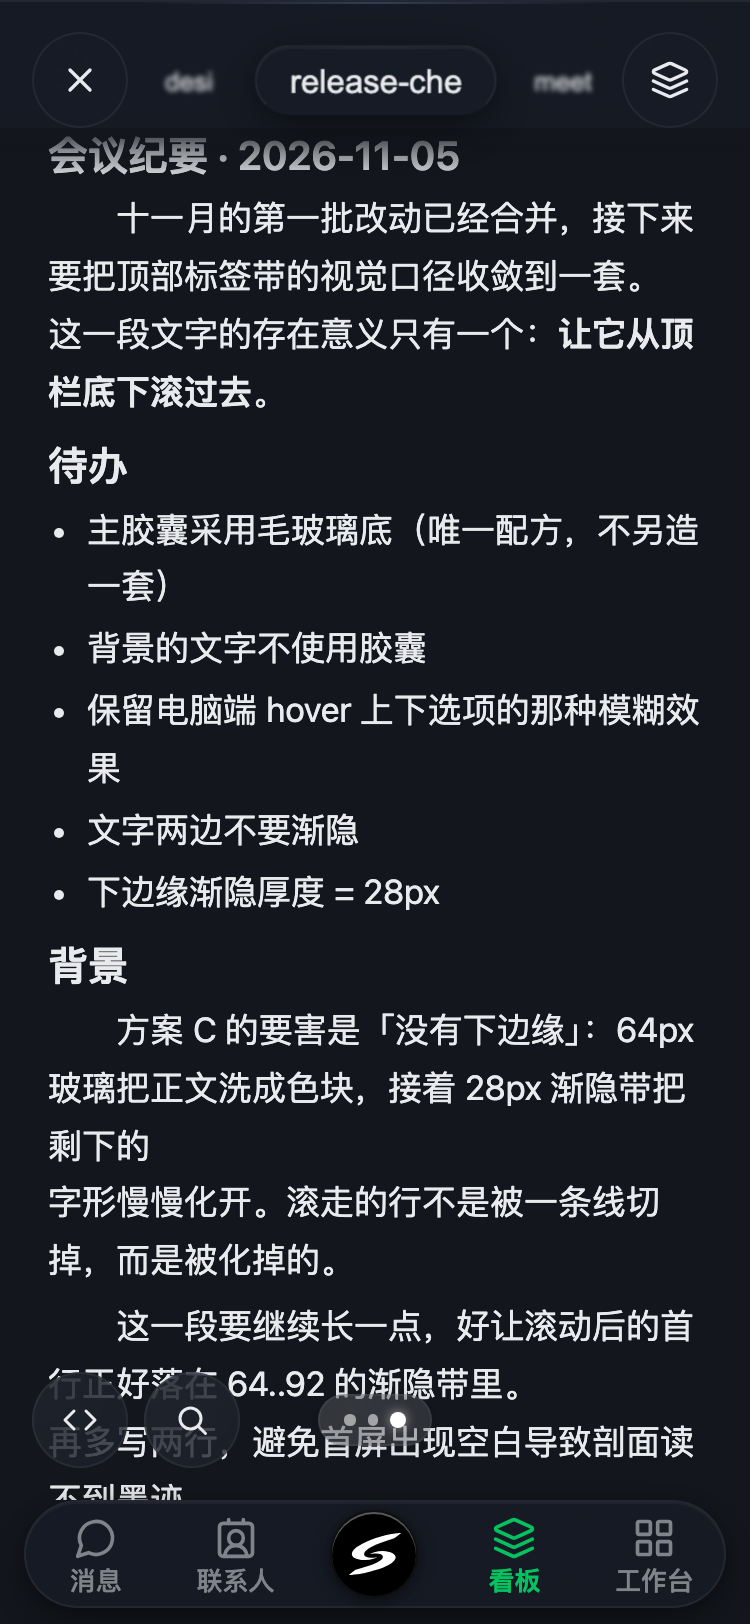 desi release-che meet
会议纪要 · 2026-11-05
十一月的第一批改动已经合并，接下来
要把顶部标签带的视觉口径收敛到一套。
这一段文字的存在意义只有一个：让它从顶
栏底下滚过去。
待办
• 主胶囊采用毛玻璃底（唯一配方，不另造
一套）
• 背景的文字不使用胶囊
• 保留电脑端 hover 上下选项的那种模糊效
果
• 文字两边不要渐隐
• 下边缘渐隐厚度 = 28px
背景
方案 C 的要害是「没有下边缘」：64px
玻璃把正文洗成色块，接着 28px 渐隐带把
剩下的
字形慢慢化开。滚走的行不是被一条线切
掉，而是被化掉的。
这一段要继续长一点，好让滚动后的首
行正好落在 64..92 的渐隐带里。
再多写两行，避免首屏出现空白导致剖面读
不到墨迹
消息 联系人 看板 工作台